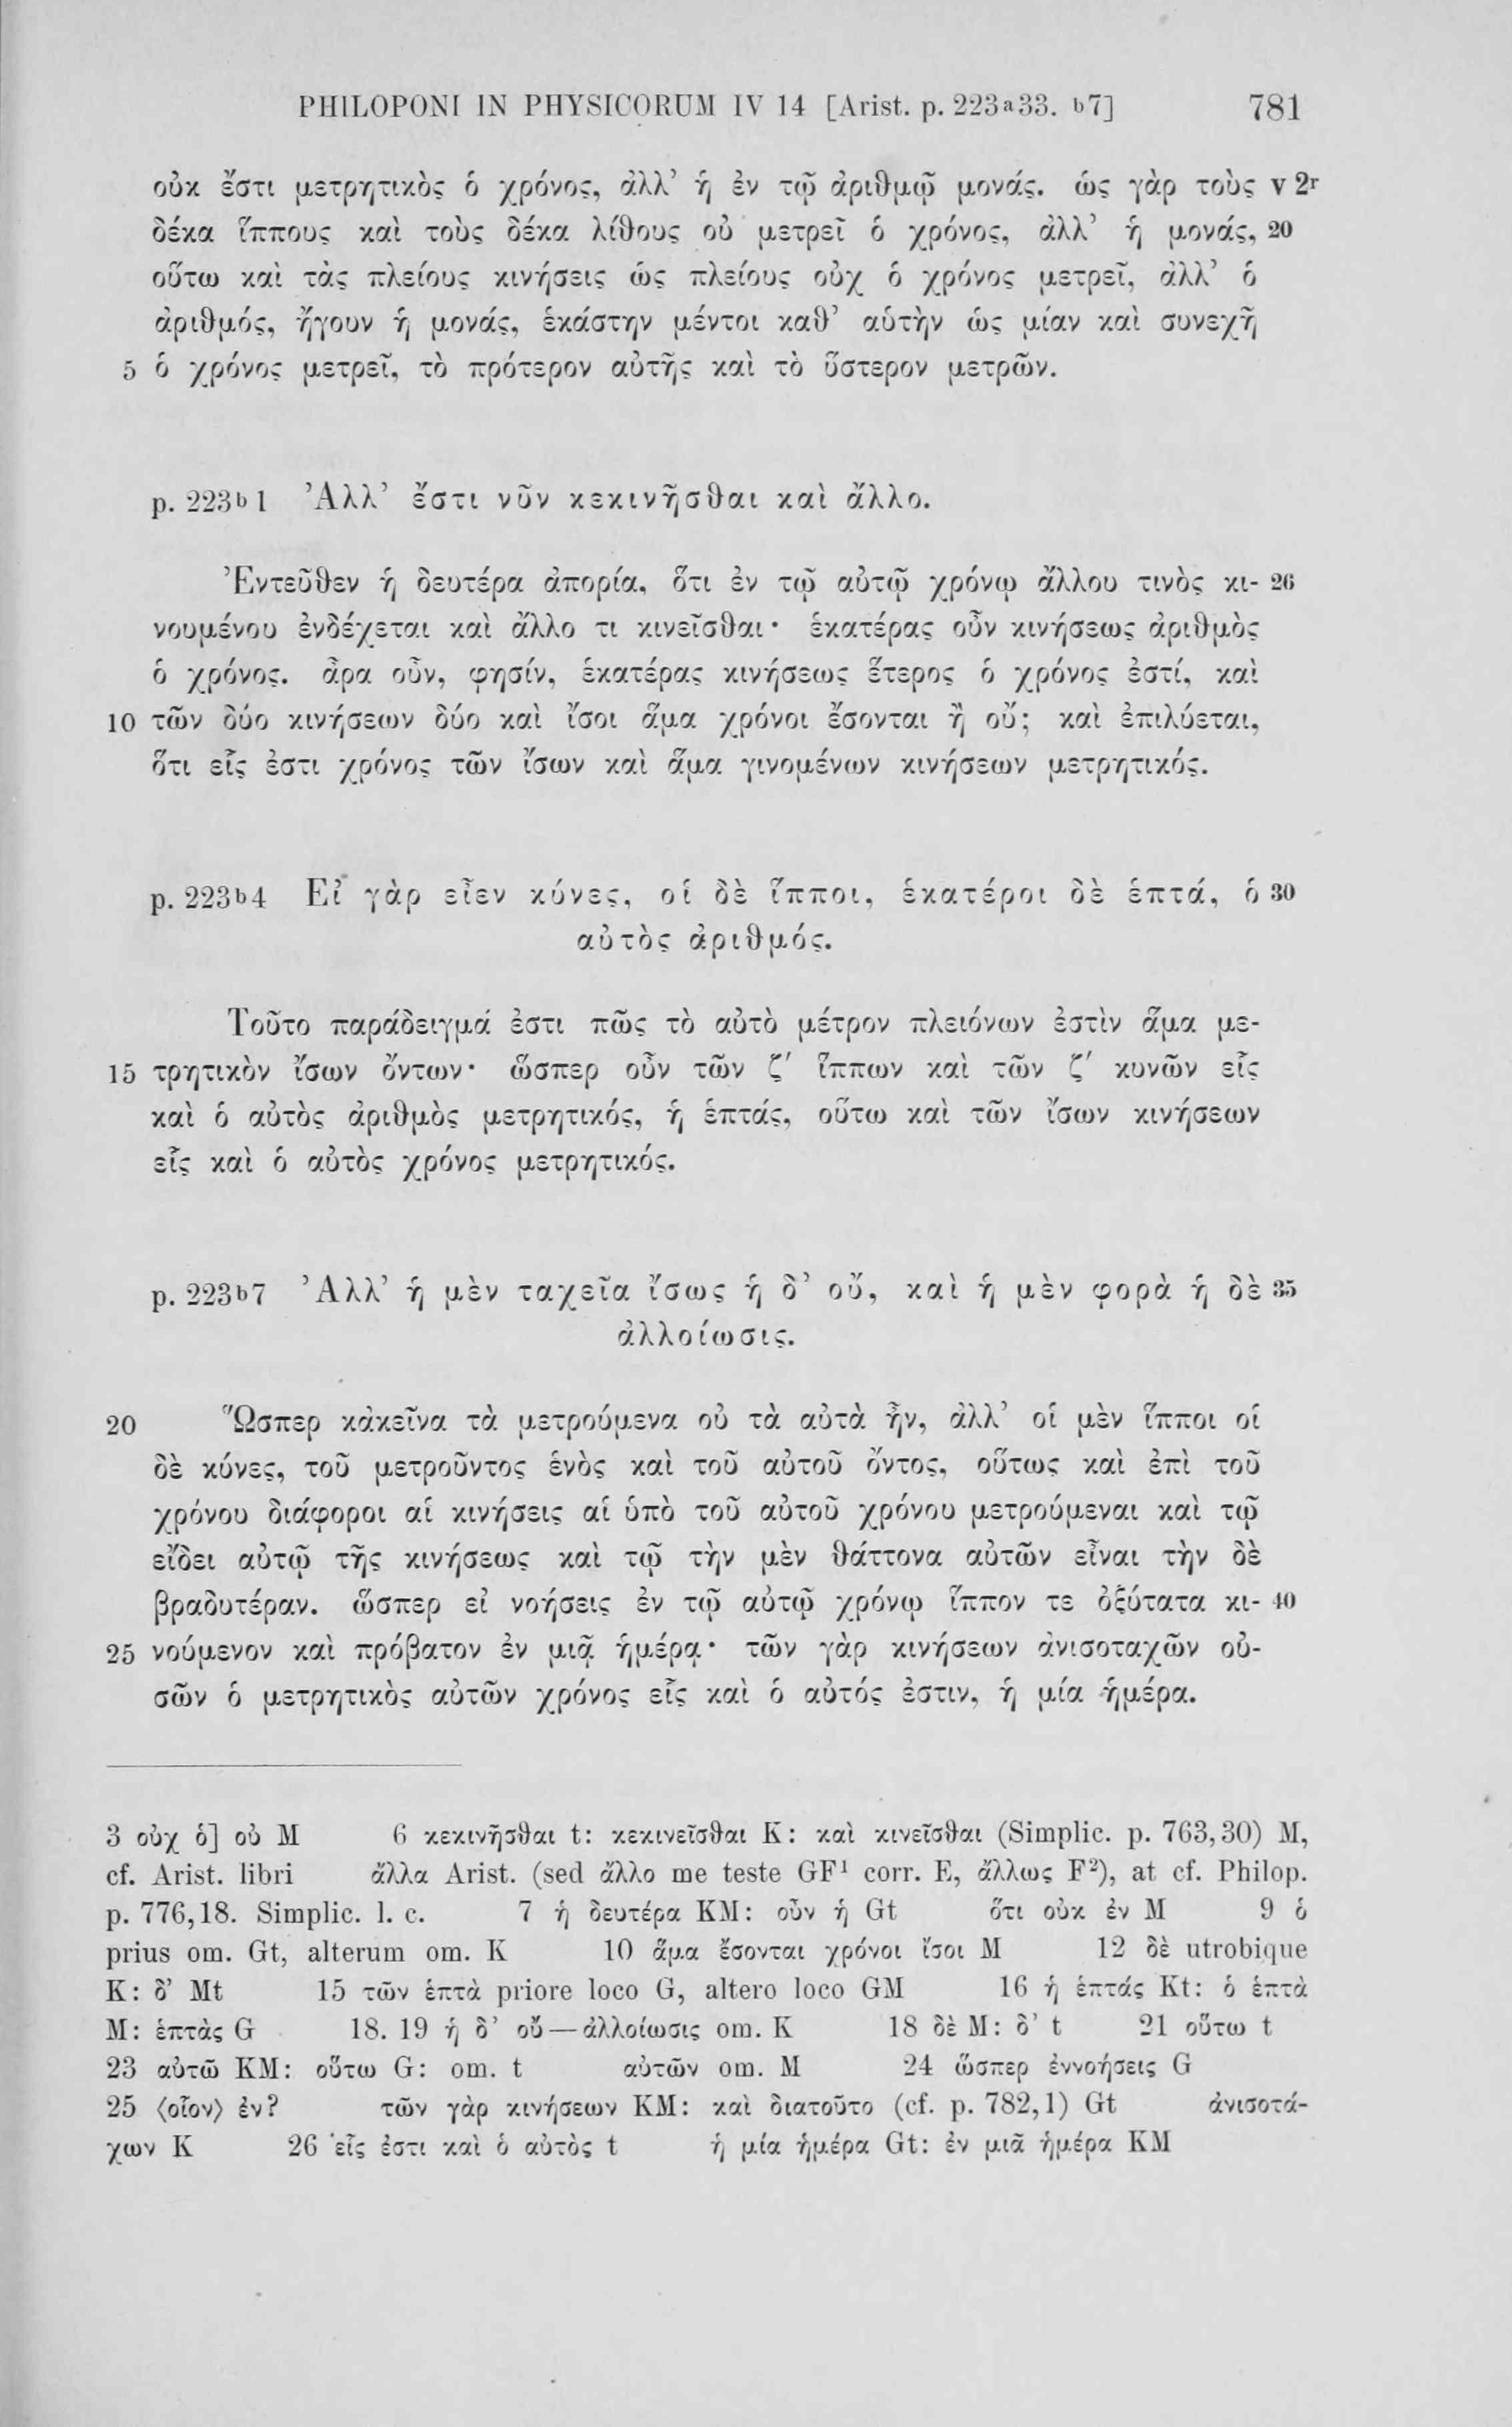 PHILOPONI IN PHYSICORUM IV 14 [Arist. p. 223a33. b7] 781
οὐκ ἔστι μετρητικὸς ὁ χρόνος, ἀλλ’ ἡ ἐν τῷ ἀριθμῷ μονάς. ὡς γὰρ τοὺς v 2r
δέκα ἵππους καὶ τοὺς δέκα λίθους οὐ μετρεῖ ὁ χρόνος, ἀλλ’ ἡ μονάς, 20
οὕτω καὶ τὰς πλείους κινήσεις ὡς πλείους οὐχ ὁ χρόνος μετρεῖ, ἀλλ’ ὁ
ἀριθμός, ἤγουν ἡ μονάς, ἑκάστην μέντοι καθ’ αὑτὴν ὡς μίαν καὶ συνεχῆ
5 ὁ χρόνος μετρεῖ, τὸ πρότερον αὐτῆς καὶ τὸ ὕστερον μετρῶν.
p. 223b1 Ἀλλ’ ἔστι νῦν κεκινῆσθαι καὶ ἄλλο.
Ἐντεῦθεν ἡ δευτέρα ἀπορία, ὅτι ἐν τῷ αὐτῷ χρόνῳ ἄλλου τινὸς κι- 26
νουμένου ἐνδέχεται καὶ ἄλλο τι κινεῖσθαι· ἑκατέρας οὖν κινήσεως ἀριθμὸς
ὁ χρόνος. ἆρα οὖν, φησίν, ἑκατέρας κινήσεως ἕτερος ὁ χρόνος ἐστί, καὶ
10 τῶν δύο κινήσεων δύο καὶ ἴσοι ἅμα χρόνοι ἔσονται ἢ οὔ; καὶ ἐπιλύεται,
ὅτι εἷς ἐστι χρόνος τῶν ἴσων καὶ ἅμα γινομένων κινήσεων μετρητικός.
p. 223b4 Εἰ γὰρ εἶεν κύνες, οἱ δὲ ἵπποι, ἑκατέροι δὲ ἑπτά, ὁ 30
αὐτὸς ἀριθμός.
Τοῦτο παράδειγμά ἐστι πῶς τὸ αὐτὸ μέτρον πλειόνων ἐστὶν ἅμα με-
15 τρητικὸν ἴσων ὄντων· ὥσπερ οὖν τῶν ζ′ ἵππων καὶ τῶν ζ′ κυνῶν εἷς
καὶ ὁ αὐτὸς ἀριθμὸς μετρητικός, ἡ ἑπτάς, οὕτω καὶ τῶν ἴσων κινήσεων
εἷς καὶ ὁ αὐτὸς χρόνος μετρητικός.
p. 223b7 Ἀλλ’ ἡ μὲν ταχεῖα ἴσως ἡ δ’ οὔ, καὶ ἡ μὲν φορὰ ἡ δὲ 35
ἀλλοίωσις.
20 Ὥσπερ κἀκεῖνα τὰ μετρούμενα οὐ τὰ αὐτὰ ἦν, ἀλλ’ οἱ μὲν ἵπποι οἱ
δὲ κύνες, τοῦ μετροῦντος ἑνὸς καὶ τοῦ αὐτοῦ ὄντος, οὕτως καὶ ἐπὶ τοῦ
χρόνου διάφοροι αἱ κινήσεις αἱ ὑπὸ τοῦ αὐτοῦ χρόνου μετρούμεναι καὶ τῷ
εἴδει αὐτῷ τῆς κινήσεως καὶ τῷ τὴν μὲν θάττονα αὐτῶν εἶναι τὴν δὲ
βραδυτέραν. ὥσπερ εἰ νοήσεις ἐν τῷ αὐτῷ χρόνῳ ἵππον τε ὀξύτατα κι- 40
25 νούμενον καὶ πρόβατον ἐν μιᾷ ἡμέρᾳ· τῶν γὰρ κινήσεων ἀνισοταχῶν οὐ-
σῶν ὁ μετρητικὸς αὐτῶν χρόνος εἷς καὶ ὁ αὐτός ἐστιν, ἡ μία ἡμέρα.
3 οὐχ ὁ] οὐ M 6 κεκινῆσθαι t: κεκινεῖσθαι K: καὶ κινεῖσθαι (Simplic. p. 763,30) M,
cf. Arist. libri ἄλλα Arist. (sed ἄλλο me teste GF1 corr. E, ἄλλως F2), at cf. Philop.
p. 776,18. Simplic. l. c. 7 ἡ δευτέρα KM: οὖν ἡ Gt ὅτι οὐκ ἐν M 9 ὁ
prius om. Gt, alterum om. K 10 ἅμα ἔσονται χρόνοι ἴσοι M 12 δὲ utrobique
K: δ’ Mt 15 τῶν ἑπτὰ priore loco G, altero loco GM 16 ἡ ἑπτάς Kt: ὁ ἑπτὰ
M: ἑπτὰς G 18. 19 ἡ δ’ οὔ—ἀλλοίωσις om. K 18 δὲ M: δ’ t 21 οὕτω t
23 αὐτῶ KM: οὕτω G: om. t αὐτῶν om. M 24 ὥσπερ ἐννοήσεις G
25 ⟨οἷον⟩ ἐν? τῶν γὰρ κινήσεων KM: καὶ διατοῦτο (cf. p. 782,1) Gt ἀνισοτά-
χων K 26 εἷς ἐστι καὶ ὁ αὐτὸς t ἡ μία ἡμέρα Gt: ἐν μιᾶ ἡμέρα KM